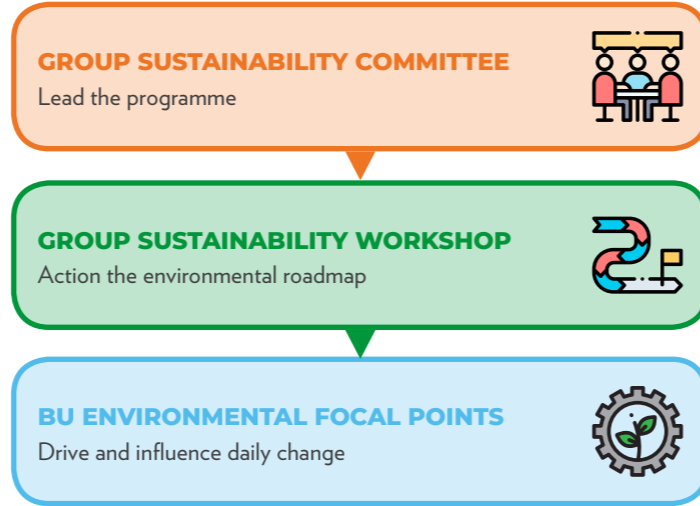 GROUP SUSTAINABILITY COMMITTEE
Lead the programme
GROUP SUSTAINABILITY WORKSHOP
Action the environmental roadmap
BU ENVIRONMENTAL FOCAL POINTS
Drive and influence daily change